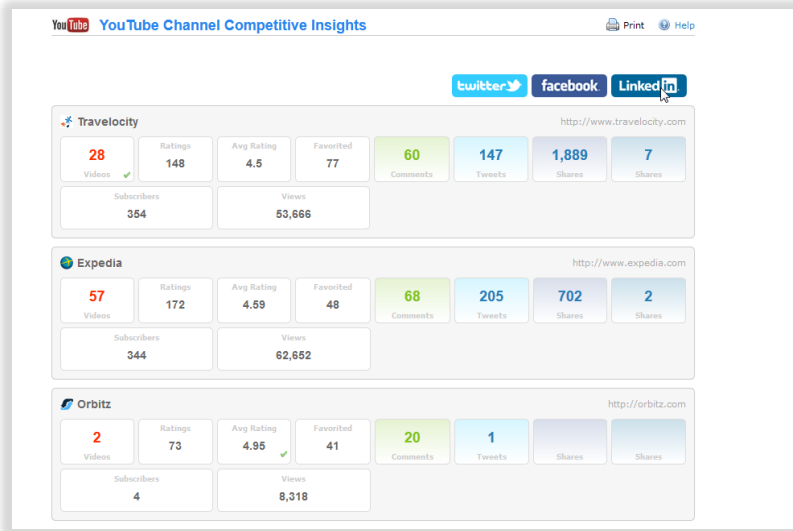 You Tube YouTube Channel Competitive Insights Print Help
twitter facebook Linked in
Travelocity http://www.travelocity.com
28 Videos Ratings 148 Avg Rating 4.5 Favorited 77 60 Comments 147 Tweets 1,889 Shares 7 Shares
Subscribers 354 Views 53,666
Expedia http://www.expedia.com
57 Videos Ratings 172 Avg Rating 4.59 Favorited 48 68 Comments 205 Tweets 702 Shares 2 Shares
Subscribers 344 Views 62,652
Orbitz http://orbitz.com
2 Videos Ratings 73 Avg Rating 4.95 Favorited 41 20 Comments 1 Tweets Shares Shares
Subscribers 4 Views 8,318